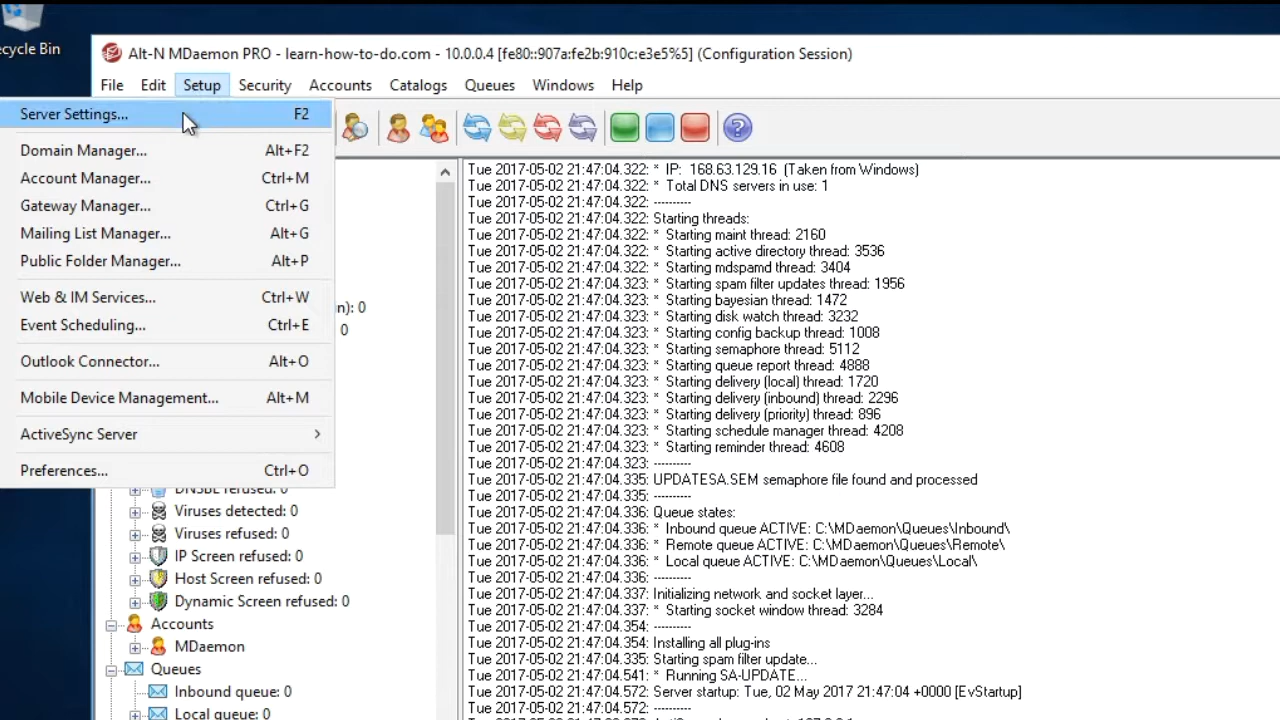 ecycle Bin
Alt-N MDaemon PRO - learn-how-to-do.com - 10.0.0.4 [fe80::907a:fe2b:910c:e3e5%5] (Configuration Session)
File Edit Setup Security Accounts Catalogs Queues Windows Help
Server Settings... F2
Domain Manager... Alt+F2
Account Manager... Ctrl+M
Gateway Manager... Ctrl+G
Mailing List Manager... Alt+G
Public Folder Manager... Alt+P
Web & IM Services... Ctrl+W
Event Scheduling... Ctrl+E
Outlook Connector... Alt+O
Mobile Device Management... Alt+M
ActiveSync Server
Preferences... Ctrl+O
n): 0
0
DNSBL refused: 0
Viruses detected: 0
Viruses refused: 0
IP Screen refused: 0
Host Screen refused: 0
Dynamic Screen refused: 0
Accounts
MDaemon
Queues
Inbound queue: 0
Local queue: 0
Tue 2017-05-02 21:47:04.322: * IP: 168.63.129.16 (Taken from Windows)
Tue 2017-05-02 21:47:04.322: * Total DNS servers in use: 1
Tue 2017-05-02 21:47:04.322: ----------
Tue 2017-05-02 21:47:04.322: Starting threads:
Tue 2017-05-02 21:47:04.322: * Starting maint thread: 2160
Tue 2017-05-02 21:47:04.322: * Starting active directory thread: 3536
Tue 2017-05-02 21:47:04.322: * Starting mdspamd thread: 3404
Tue 2017-05-02 21:47:04.322: * Starting spam filter updates thread: 1956
Tue 2017-05-02 21:47:04.322: * Starting bayesian thread: 1472
Tue 2017-05-02 21:47:04.323: * Starting disk watch thread: 3232
Tue 2017-05-02 21:47:04.323: * Starting config backup thread: 1008
Tue 2017-05-02 21:47:04.323: * Starting semaphore thread: 5112
Tue 2017-05-02 21:47:04.323: * Starting queue report thread: 4888
Tue 2017-05-02 21:47:04.323: * Starting delivery (local) thread: 1720
Tue 2017-05-02 21:47:04.323: * Starting delivery (inbound) thread: 2296
Tue 2017-05-02 21:47:04.323: * Starting delivery (priority) thread: 896
Tue 2017-05-02 21:47:04.323: * Starting schedule manager thread: 4208
Tue 2017-05-02 21:47:04.323: * Starting reminder thread: 4608
Tue 2017-05-02 21:47:04.323: ----------
Tue 2017-05-02 21:47:04.335: UPDATESA.SEM semaphore file found and processed
Tue 2017-05-02 21:47:04.335: ----------
Tue 2017-05-02 21:47:04.336: Queue states:
Tue 2017-05-02 21:47:04.336: * Inbound queue ACTIVE: C:\MDaemon\Queues\Inbound\
Tue 2017-05-02 21:47:04.336: * Remote queue ACTIVE: C:\MDaemon\Queues\Remote\
Tue 2017-05-02 21:47:04.336: * Local queue ACTIVE: C:\MDaemon\Queues\Local\
Tue 2017-05-02 21:47:04.336: ----------
Tue 2017-05-02 21:47:04.337: Initializing network and socket layer...
Tue 2017-05-02 21:47:04.337: * Starting socket window thread: 3284
Tue 2017-05-02 21:47:04.354: ----------
Tue 2017-05-02 21:47:04.354: Installing all plug-ins
Tue 2017-05-02 21:47:04.335: Starting spam filter update...
Tue 2017-05-02 21:47:04.541: * Running SA-UPDATE...
Tue 2017-05-02 21:47:04.572: Server startup: Tue, 02 May 2017 21:47:04 +0000 [EvStartup]
Tue 2017-05-02 21:47:04.572: ----------